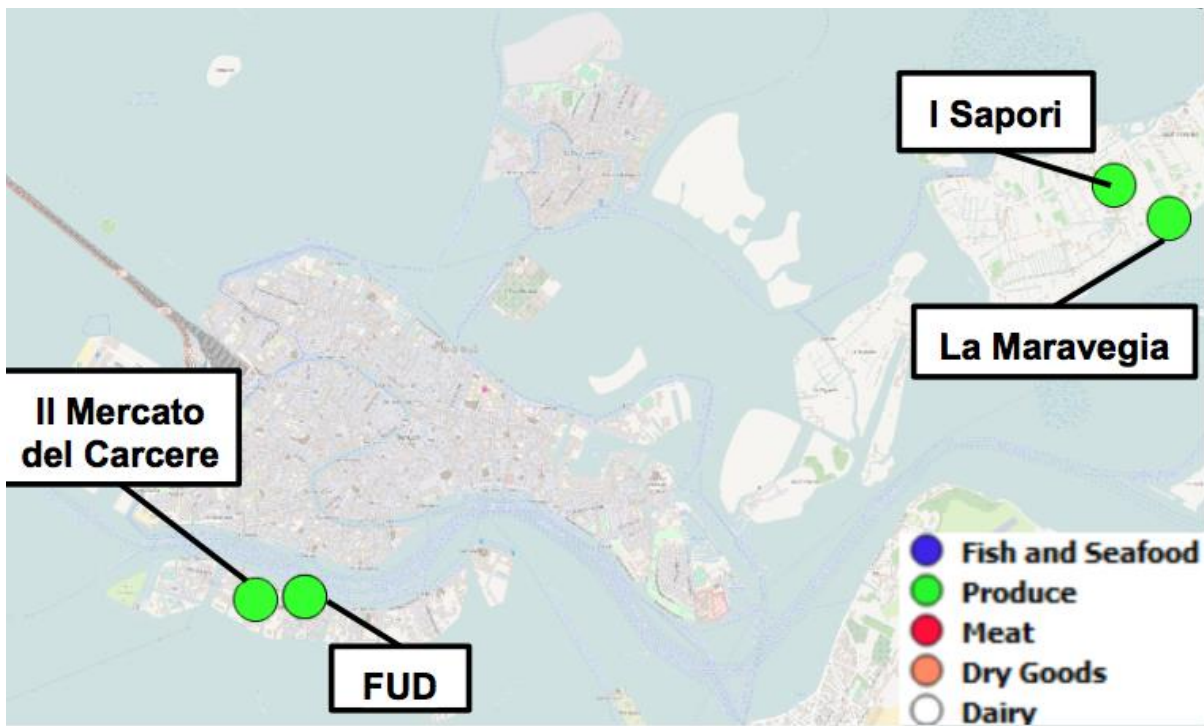 I Sapori
La Maravegia
Il Mercato
del Carcere
FUD
Fish and Seafood
Produce
Meat
Dry Goods
Dairy